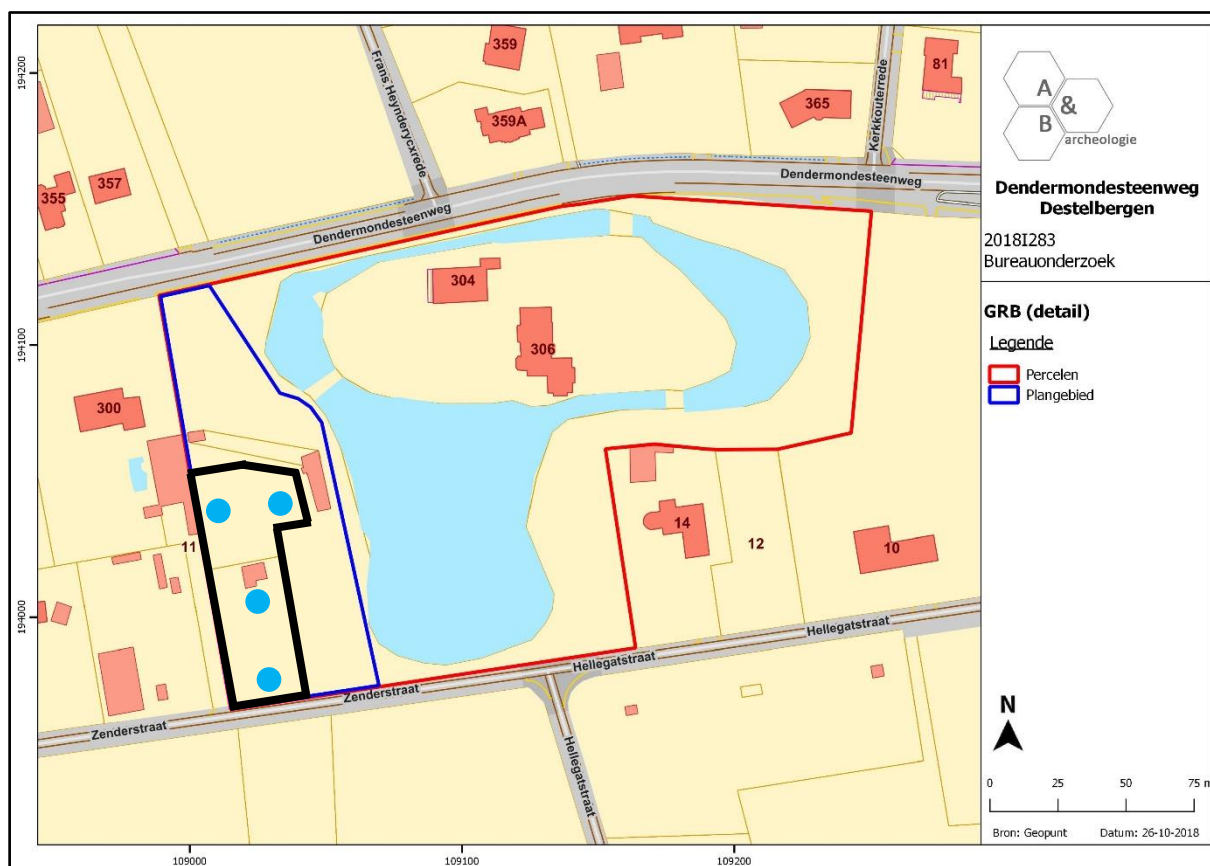 359
81
Frans Heynderycxrede
359A
365
Kerkkouterrede
355
357
Dendermondesteenweg
Dendermondesteenweg
304
306
300
11
14
12
10
Zenderstraat
Zenderstraat
Hellegatstraat
Hellegatstraat
Hellegatstraat
194200
194100
194000
109000
109100
109200
A
&
B
archeologie
Dendermondesteenweg
Destelbergen
2018I283
Bureauonderzoek
GRB (detail)
Legende
Percelen
Plangebied
N
0 25 50 75 m
Bron: Geopunt Datum: 26-10-2018